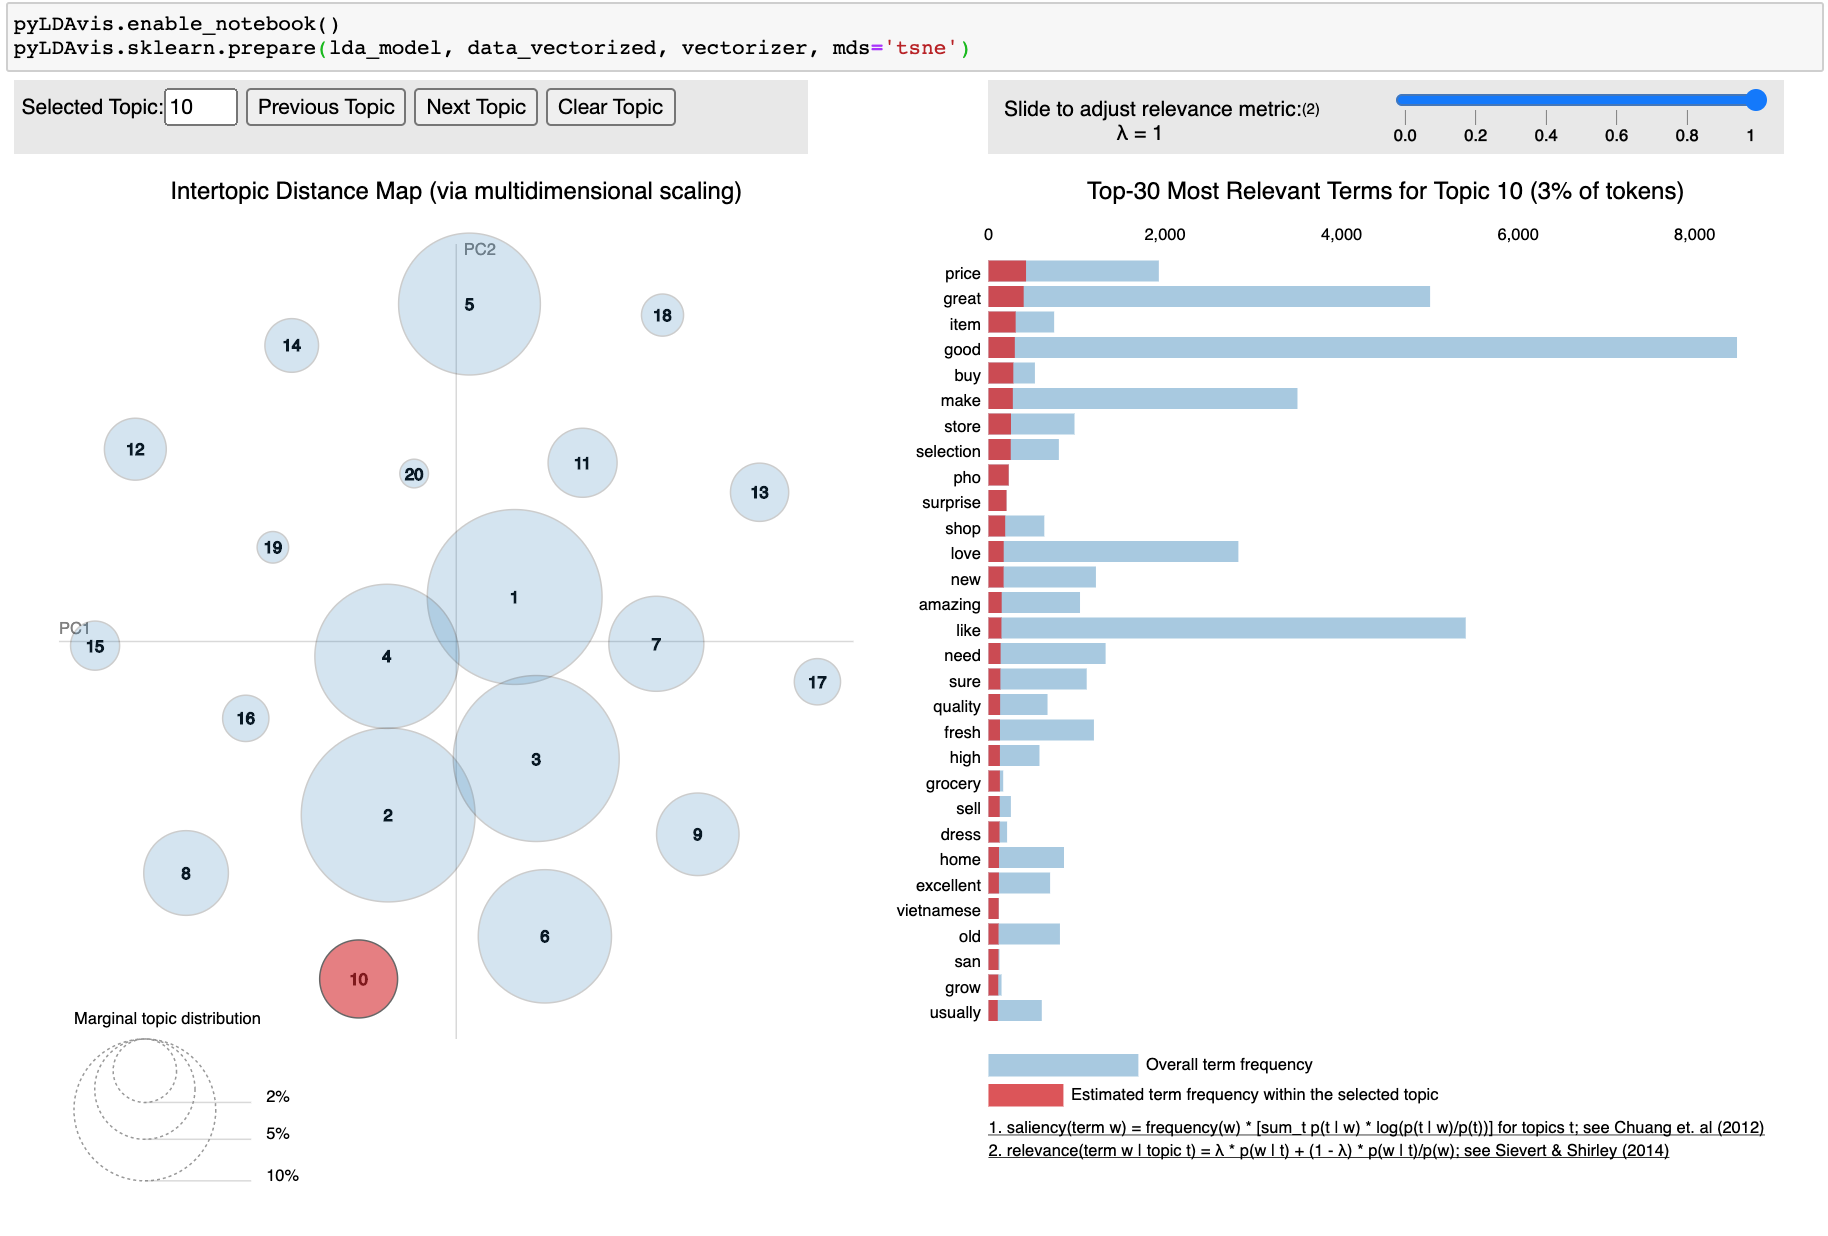 pyLDAvis.enable_notebook()
pyLDAvis.sklearn.prepare(lda_model, data_vectorized, vectorizer, mds='tsne')
Selected Topic: 10 Previous Topic Next Topic Clear Topic
Slide to adjust relevance metric:(2)
λ = 1
0.0 0.2 0.4 0.6 0.8 1
Intertopic Distance Map (via multidimensional scaling)
PC2
5
18
14
12
11
20
13
19
1
PC1
15
7
4
17
16
3
2
9
8
6
10
Marginal topic distribution
2%
5%
10%
Top-30 Most Relevant Terms for Topic 10 (3% of tokens)
0 2,000 4,000 6,000 8,000
price
great
item
good
buy
make
store
selection
pho
surprise
shop
love
new
amazing
like
need
sure
quality
fresh
high
grocery
sell
dress
home
excellent
vietnamese
old
san
grow
usually
Overall term frequency
Estimated term frequency within the selected topic
1. saliency(term w) = frequency(w) * [sum_t p(t | w) * log(p(t | w)/p(t))] for topics t; see Chuang et. al (2012)
2. relevance(term w | topic t) = λ * p(w | t) + (1 - λ) * p(w | t)/p(w); see Sievert & Shirley (2014)